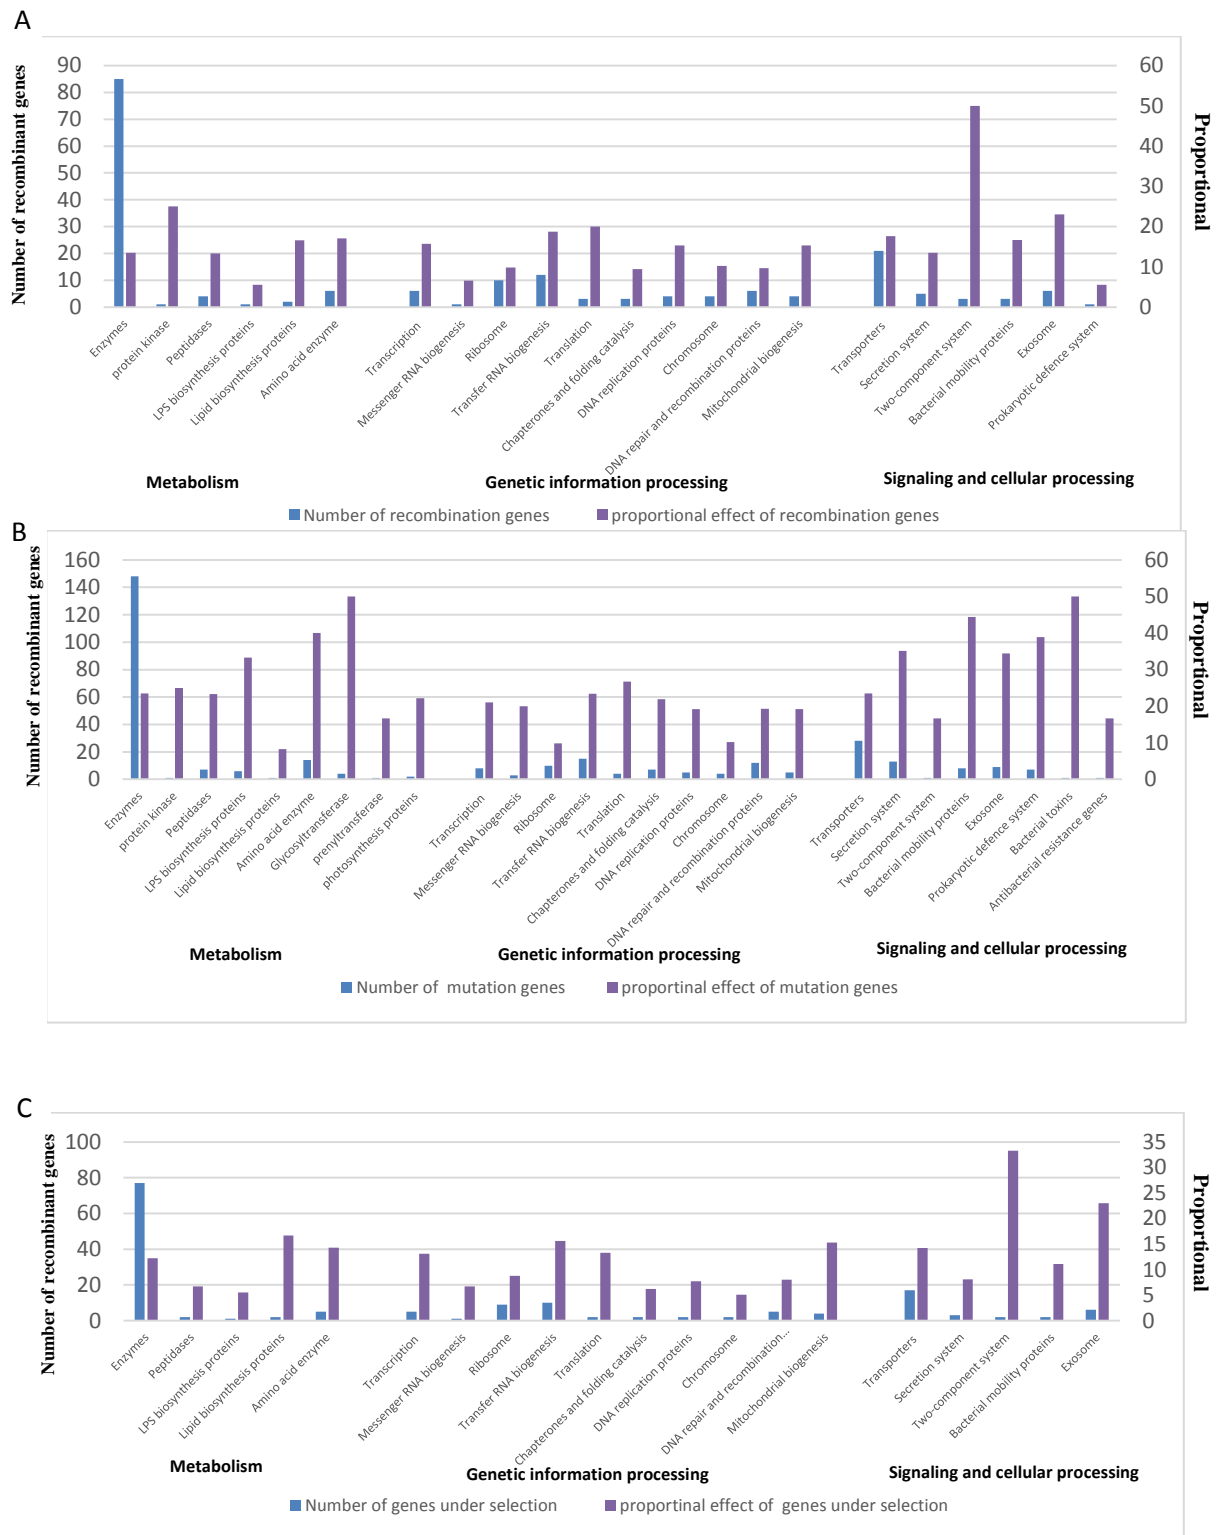 A
Number of recombinant genes
90
80
70
60
50
40
30
20
10
0
60
50
40
30
20
10
0
Proportional
Enzymes
protein kinase
Peptidases
LPS biosynthesis proteins
Lipid biosynthesis proteins
Amino acid enzyme
Transcription
Messenger RNA biogenesis
Ribosome
Transfer RNA biogenesis
Translation
Chapterones and folding catalysis
DNA replication proteins
Chromosome
DNA repair and recombination proteins
Mitochondrial biogenesis
Transporters
Secretion system
Two-component system
Bacterial mobility proteins
Exosome
Prokaryotic defence system
Metabolism
Genetic information processing
Signaling and cellular processing
Number of recombination genes
proportional effect of recombination genes
B
Number of recombinant genes
160
140
120
100
80
60
40
20
0
60
50
40
30
20
10
0
Proportional
Enzymes
protein kinase
Peptidases
LPS biosynthesis proteins
Lipid biosynthesis proteins
Amino acid enzyme
Glycosyltransferase
prenyltransferase
photosynthesis proteins
Transcription
Messenger RNA biogenesis
Ribosome
Transfer RNA biogenesis
Translation
Chapterones and folding catalysis
DNA replication proteins
Chromosome
DNA repair and recombination proteins
Mitochondrial biogenesis
Transporters
Secretion system
Two-component system
Bacterial mobility proteins
Exosome
Prokaryotic defence system
Bacterial toxins
Antibacterial resistance genes
Metabolism
Genetic information processing
Signaling and cellular processing
Number of mutation genes
proportinal effect of mutation genes
C
Number of recombinant genes
100
80
60
40
20
0
35
30
25
20
15
10
5
0
Proportional
Enzymes
Peptidases
LPS biosynthesis proteins
Lipid biosynthesis proteins
Amino acid enzyme
Transcription
Messenger RNA biogenesis
Ribosome
Transfer RNA biogenesis
Translation
Chapterones and folding catalysis
DNA replication proteins
Chromosome
DNA repair and recombination...
Mitochondrial biogenesis
Transporters
Secretion system
Two-component system
Bacterial mobility proteins
Exosome
Metabolism
Genetic information processing
Signaling and cellular processing
Number of genes under selection
proportinal effect of genes under selection